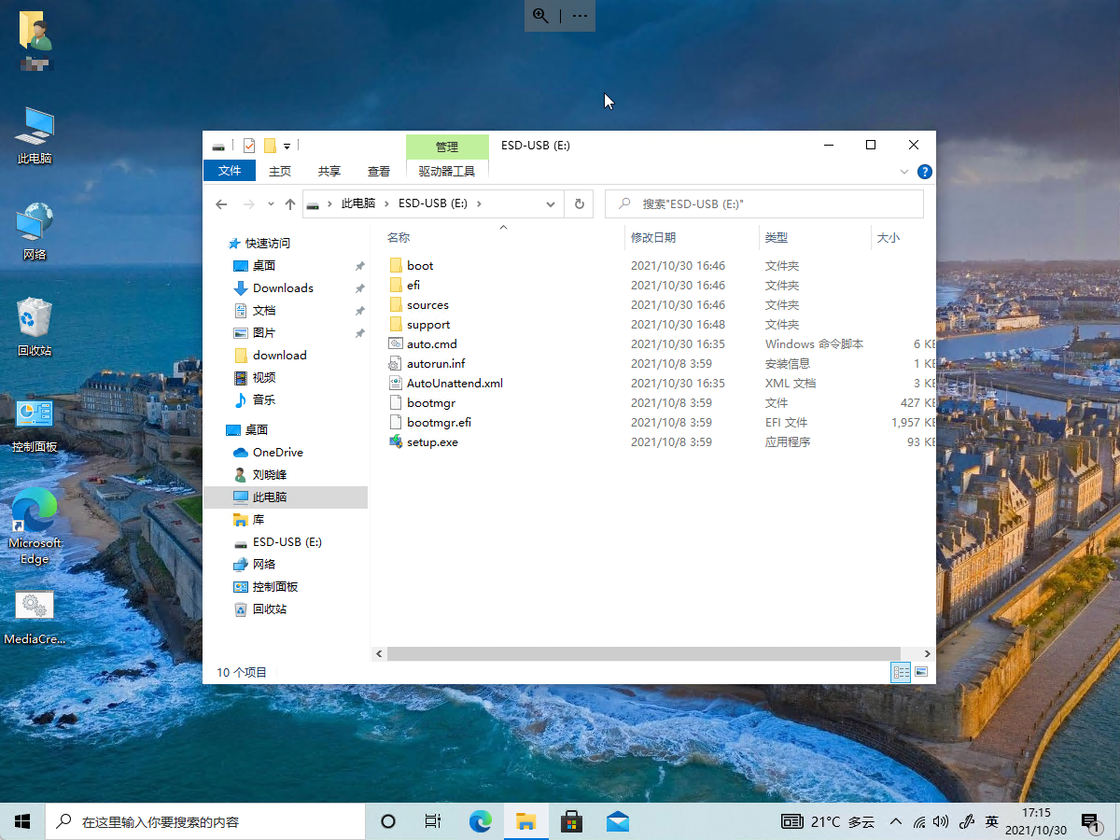 此电脑
网络
回收站
控制面板
Microsoft
Edge
MediaCre...
管理
ESD-USB (E:)
文件
主页
共享
查看
驱动器工具
此电脑
ESD-USB (E:)
搜索"ESD-USB (E:)"
快速访问
桌面
Downloads
文档
图片
download
视频
音乐
桌面
OneDrive
刘晓峰
此电脑
库
ESD-USB (E:)
网络
控制面板
回收站
名称 修改日期 类型 大小
boot 2021/10/30 16:46 文件夹
efi 2021/10/30 16:46 文件夹
sources 2021/10/30 16:46 文件夹
support 2021/10/30 16:48 文件夹
auto.cmd 2021/10/30 16:35 Windows 命令脚本 6 KB
autorun.inf 2021/10/8 3:59 安装信息 1 KB
AutoUnattend.xml 2021/10/30 16:35 XML 文档 3 KB
bootmgr 2021/10/8 3:59 文件 427 KB
bootmgr.efi 2021/10/8 3:59 EFI 文件 1,957 KB
setup.exe 2021/10/8 3:59 应用程序 93 KB
10 个项目
在这里输入你要搜索的内容
21°C 多云
英
17:15
2021/10/30
1